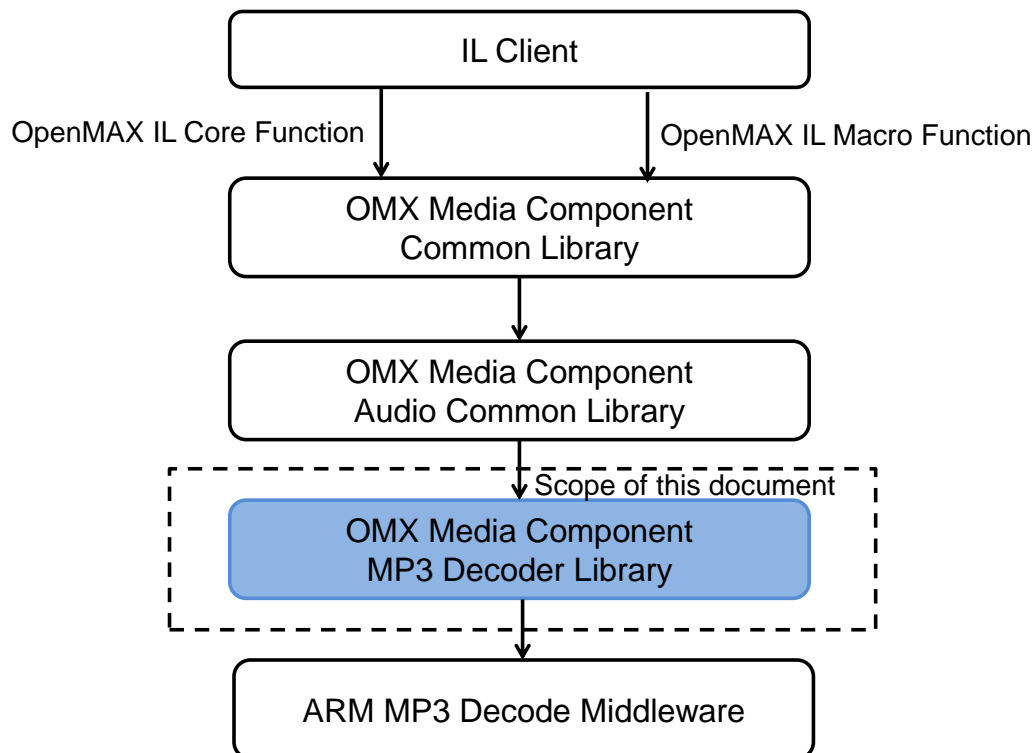 IL Client
OpenMAX IL Core Function
OpenMAX IL Macro Function
OMX Media Component
Common Library
OMX Media Component
Audio Common Library
Scope of this document
OMX Media Component
MP3 Decoder Library
ARM MP3 Decode Middleware